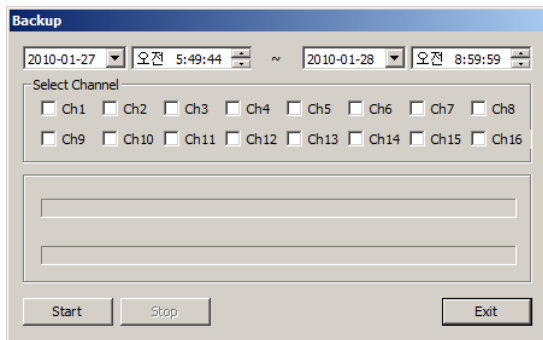 Backup
2010-01-27 오전 5:49:44 ~ 2010-01-28 오전 8:59:59
Select Channel
Ch1 Ch2 Ch3 Ch4 Ch5 Ch6 Ch7 Ch8
Ch9 Ch10 Ch11 Ch12 Ch13 Ch14 Ch15 Ch16
Start Stop Exit